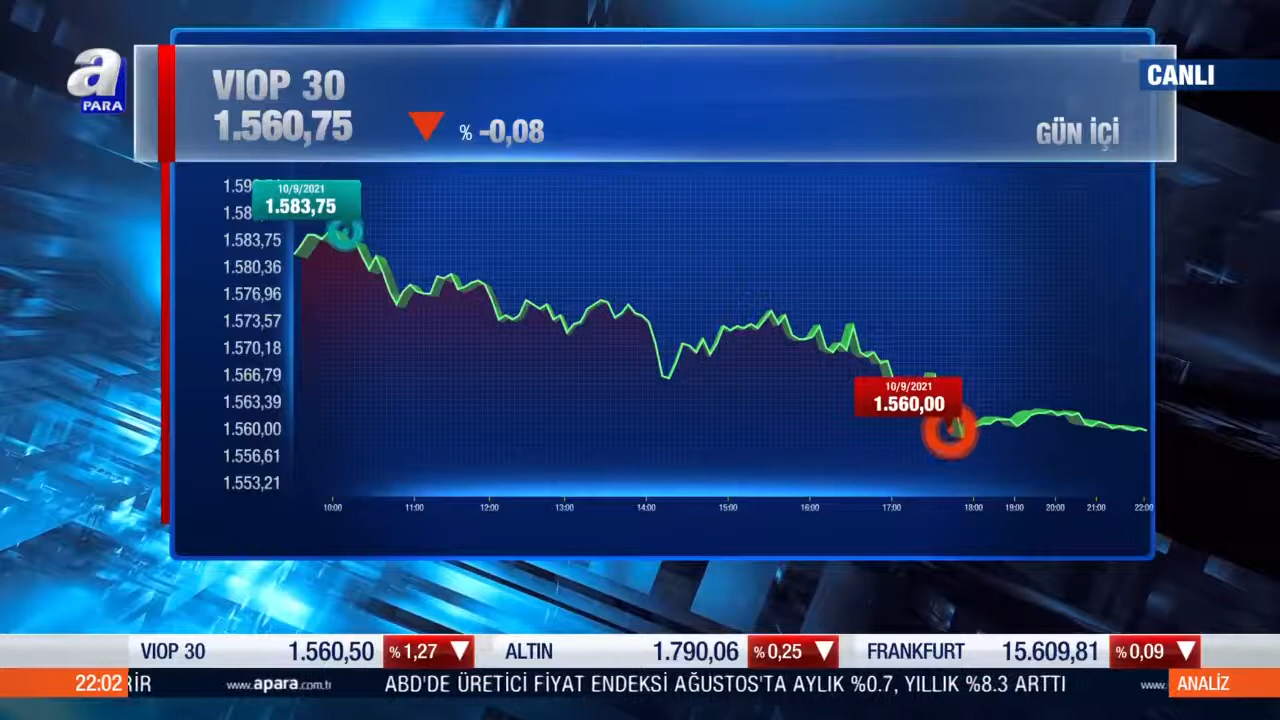 a
PARA
VIOP 30
1.560,75
% -0,08
CANLI
GÜN İÇİ
10/9/2021
1.583,75
1.583,75
1.580,36
1.576,96
1.573,57
1.570,18
1.566,79
1.563,39
1.560,00
1.556,61
1.553,21
10/9/2021
1.560,00
10:00 11:00 12:00 13:00 14:00 15:00 16:00 17:00 18:00 19:00 20:00 21:00 22:00
VIOP 30 1.560,50 %1,27 ALTIN 1.790,06 %0,25 FRANKFURT 15.609,81 %0,09
22:02 www.apara.com.tr ABD'DE ÜRETİCİ FİYAT ENDEKSİ AĞUSTOS'TA AYLIK %0.7, YILLIK %8.3 ARTTI www. ANALİZ